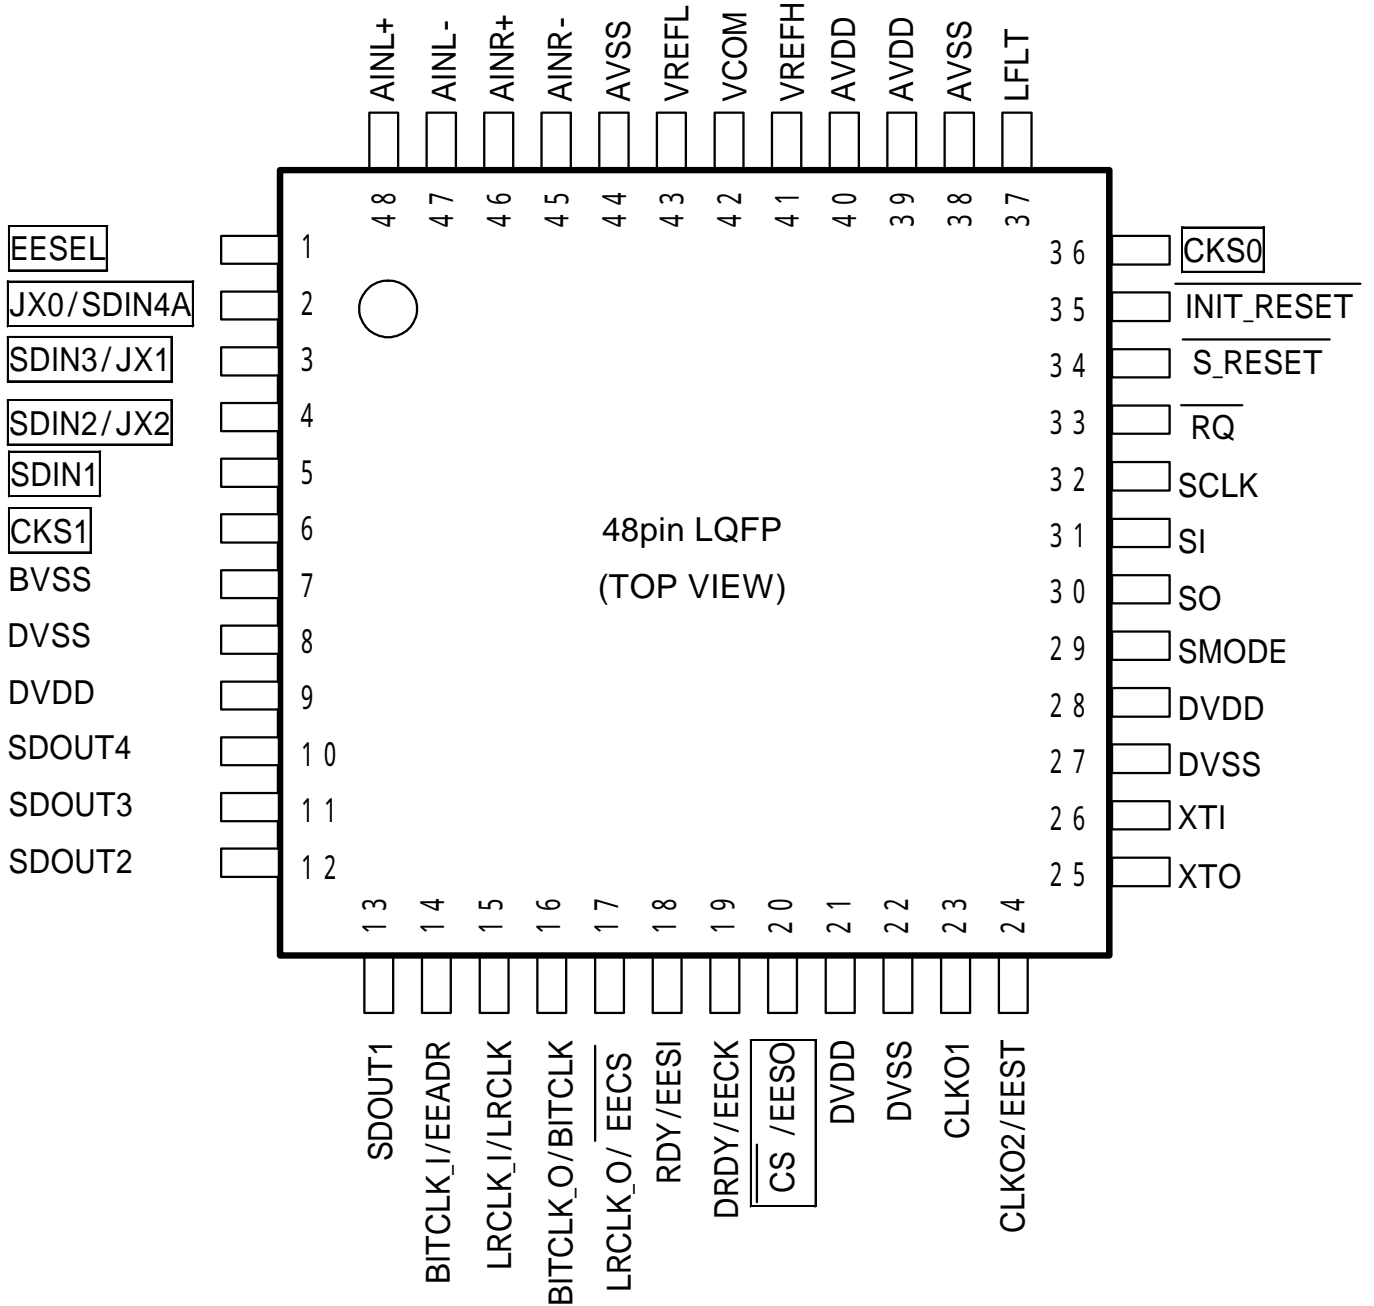 AINL+
AINL-
AINR+
AINR-
AVSS
VREFL
VCOM
VREFH
AVDD
AVDD
AVSS
LFLT
48
47
46
45
44
43
42
41
40
39
38
37
EESEL 1
JX0/SDIN4A 2
SDIN3/JX1 3
SDIN2/JX2 4
SDIN1 5
CKS1 6
BVSS 7
DVSS 8
DVDD 9
SDOUT4 10
SDOUT3 11
SDOUT2 12
48pin LQFP
(TOP VIEW)
36 CKS0
35 INIT_RESET
34 S_RESET
33 RQ
32 SCLK
31 SI
30 SO
29 SMODE
28 DVDD
27 DVSS
26 XTI
25 XTO
13
14
15
16
17
18
19
20
21
22
23
24
SDOUT1
BITCLK_I/EEADR
LRCLK_I/LRCLK
BITCLK_O/BITCLK
LRCLK_O/ EECS
RDY/EESI
DRDY/EECK
CS /EESO
DVDD
DVSS
CLKO1
CLKO2/EEST